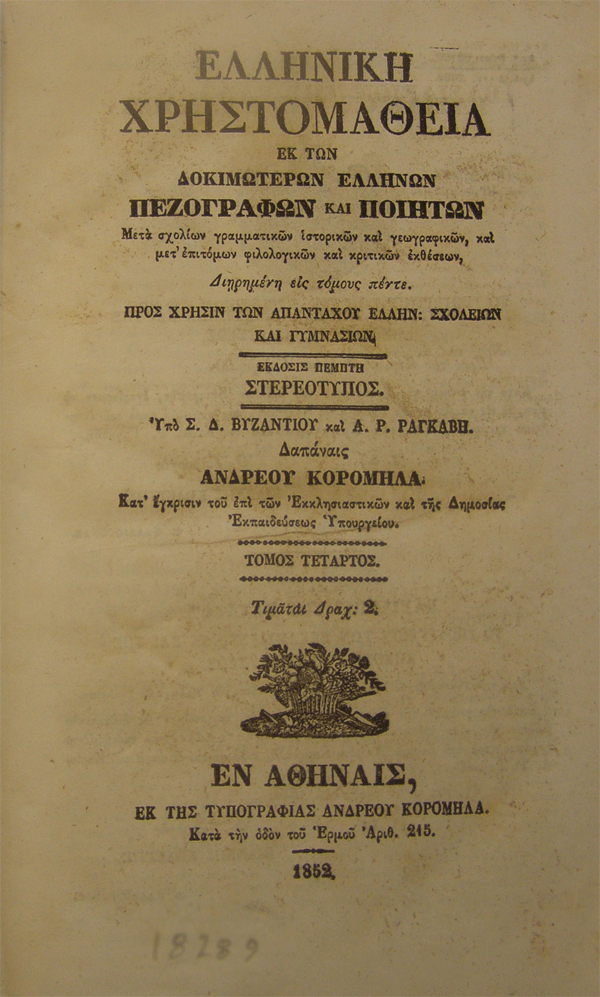 ΕΛΛΗΝΙΚΗ
ΧΡΗΣΤΟΜΑΘΕΙΑ
ΕΚ ΤΩΝ
ΔΟΚΙΜΩΤΕΡΩΝ ΕΛΛΗΝΩΝ
ΠΕΖΟΓΡΑΦΩΝ ΚΑΙ ΠΟΙΗΤΩΝ
Μετὰ σχολίων γραμματικῶν ἱστορικῶν καὶ γεωγραφικῶν, καὶ
μετ' ἐπιτόμων φιλολογικῶν καὶ κριτικῶν ἐκθέσεων,
Διῃρημένη εἰς τόμους πέντε.
ΠΡΟΣ ΧΡΗΣΙΝ ΤΩΝ ΑΠΑΝΤΑΧΟΥ ΕΛΛΗΝ: ΣΧΟΛΕΙΩΝ
ΚΑΙ ΓΥΜΝΑΣΙΩΝ,
ΕΚΔΟΣΙΣ ΠΕΜΠΤΗ
ΣΤΕΡΕΟΤΥΠΟΣ.
Ὑπὸ Σ. Δ. ΒΥΖΑΝΤΙΟΥ καὶ Α. Ρ. ΡΑΓΚΑΒΗ.
Δαπάναις
ΑΝΔΡΕΟΥ ΚΟΡΟΜΗΛΑ.
Κατ' ἔγκρισιν τοῦ ἐπὶ τῶν Ἐκκλησιαστικῶν καὶ τῆς Δημοσίας
Ἐκπαιδεύσεως Ὑπουργείου.
ΤΟΜΟΣ ΤΕΤΑΡΤΟΣ.
Τιμᾶται Δραχ: 2.
ΕΝ ΑΘΗΝΑΙΣ,
ΕΚ ΤΗΣ ΤΥΠΟΓΡΑΦΙΑΣ ΑΝΔΡΕΟΥ ΚΟΡΟΜΗΛΑ.
Κατὰ τὴν ὁδὸν τοῦ Ἑρμοῦ Ἀριθ. 215.
1852.
18289